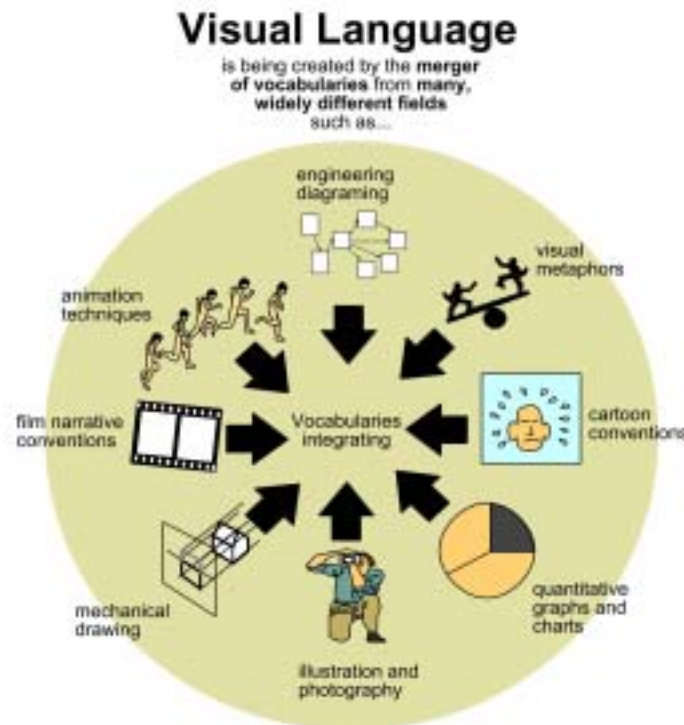 Visual Language
is being created by the merger
of vocabularies from many,
widely different fields
such as...
engineering
diagraming
visual
metaphors
animation
techniques
film narrative
conventions
Vocabularies
integrating
cartoon
conventions
mechanical
drawing
quantitative
graphs and
charts
illustration and
photography